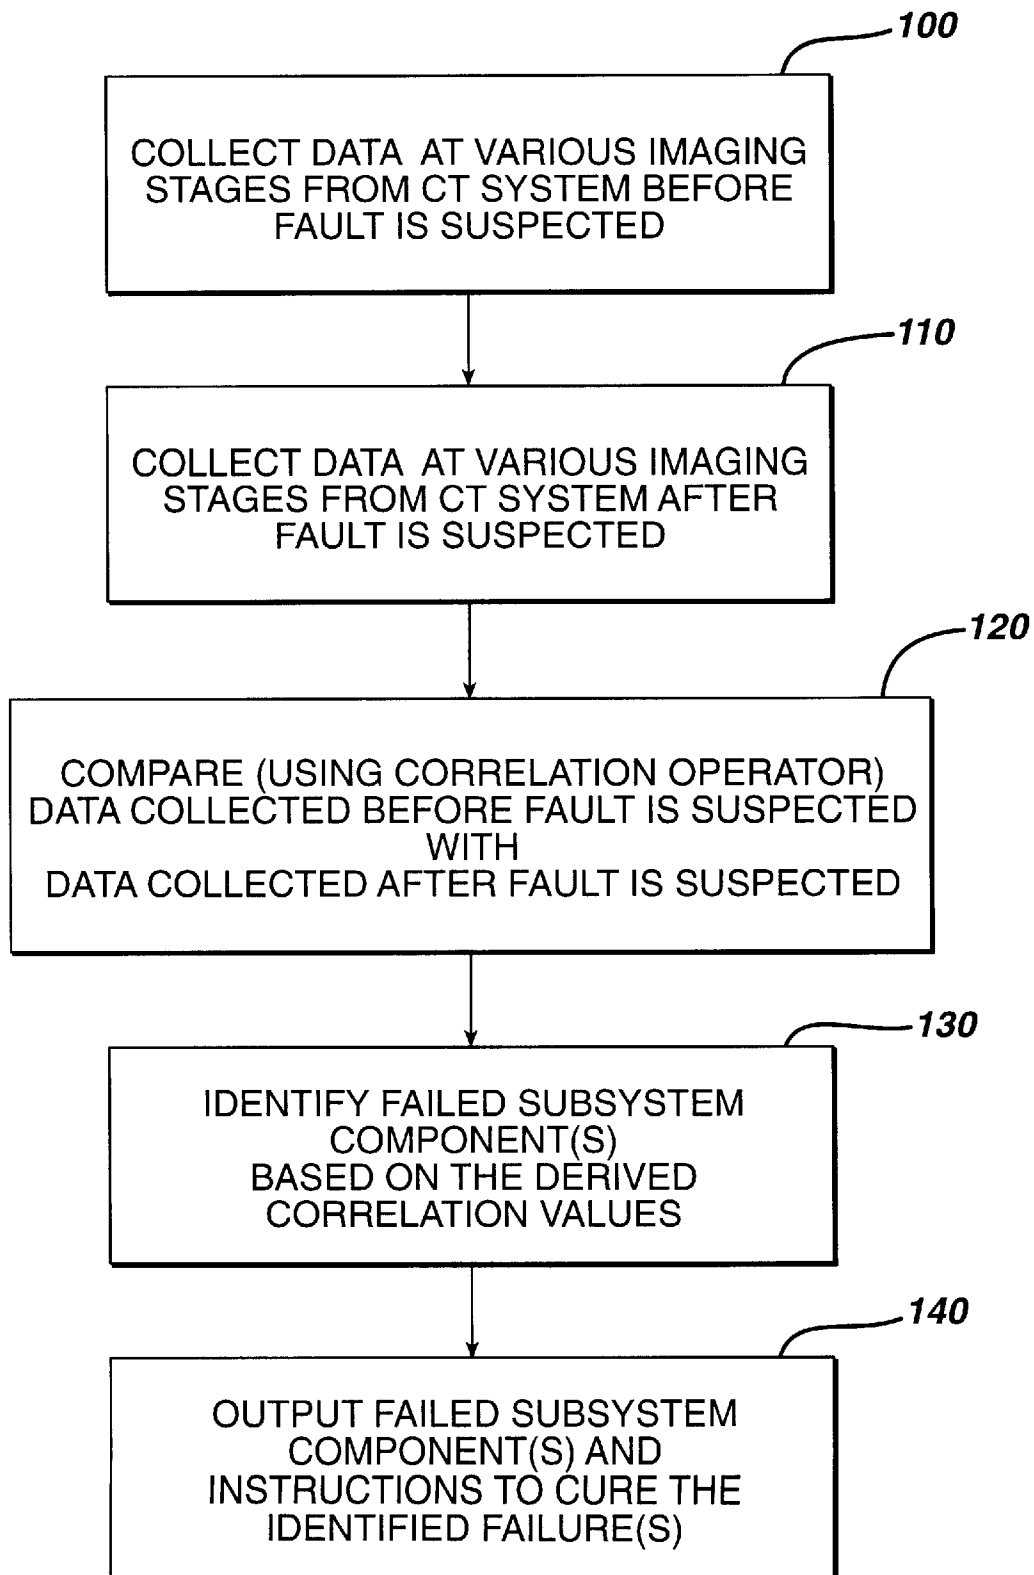 100
COLLECT DATA AT VARIOUS IMAGING
STAGES FROM CT SYSTEM BEFORE
FAULT IS SUSPECTED
110
COLLECT DATA AT VARIOUS IMAGING
STAGES FROM CT SYSTEM AFTER
FAULT IS SUSPECTED
120
COMPARE (USING CORRELATION OPERATOR)
DATA COLLECTED BEFORE FAULT IS SUSPECTED
WITH
DATA COLLECTED AFTER FAULT IS SUSPECTED
130
IDENTIFY FAILED SUBSYSTEM
COMPONENT(S)
BASED ON THE DERIVED
CORRELATION VALUES
140
OUTPUT FAILED SUBSYSTEM
COMPONENT(S) AND
INSTRUCTIONS TO CURE THE
IDENTIFIED FAILURE(S)